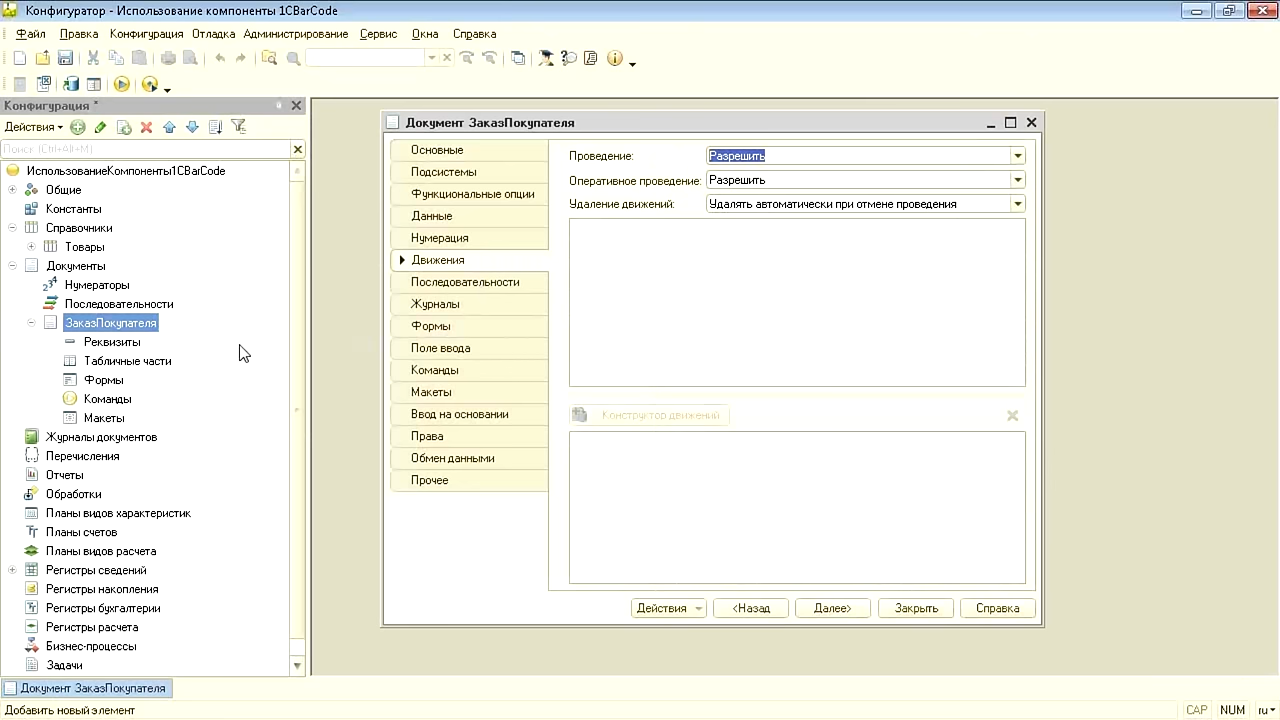 Конфигуратор - Использование компоненты 1CBarCode
Файл Правка Конфигурация Отладка Администрирование Сервис Окна Справка
Конфигурация *
Действия
Поиск (Ctrl+Alt+M)
ИспользованиеКомпоненты1CBarCode
Общие
Константы
Справочники
Товары
Документы
Нумераторы
Последовательности
ЗаказПокупателя
Реквизиты
Табличные части
Формы
Команды
Макеты
Журналы документов
Перечисления
Отчеты
Обработки
Планы видов характеристик
Планы счетов
Планы видов расчета
Регистры сведений
Регистры накопления
Регистры бухгалтерии
Регистры расчета
Бизнес-процессы
Задачи
Документ ЗаказПокупателя
Основные
Подсистемы
Функциональные опции
Данные
Нумерация
Движения
Последовательности
Журналы
Формы
Поле ввода
Команды
Макеты
Ввод на основании
Права
Обмен данными
Прочее
Проведение: Разрешить
Оперативное проведение: Разрешить
Удаление движений: Удалять автоматически при отмене проведения
Конструктор движений
Действия <Назад Далее> Закрыть Справка
Документ ЗаказПокупателя
Добавить новый элемент
CAP NUM ru